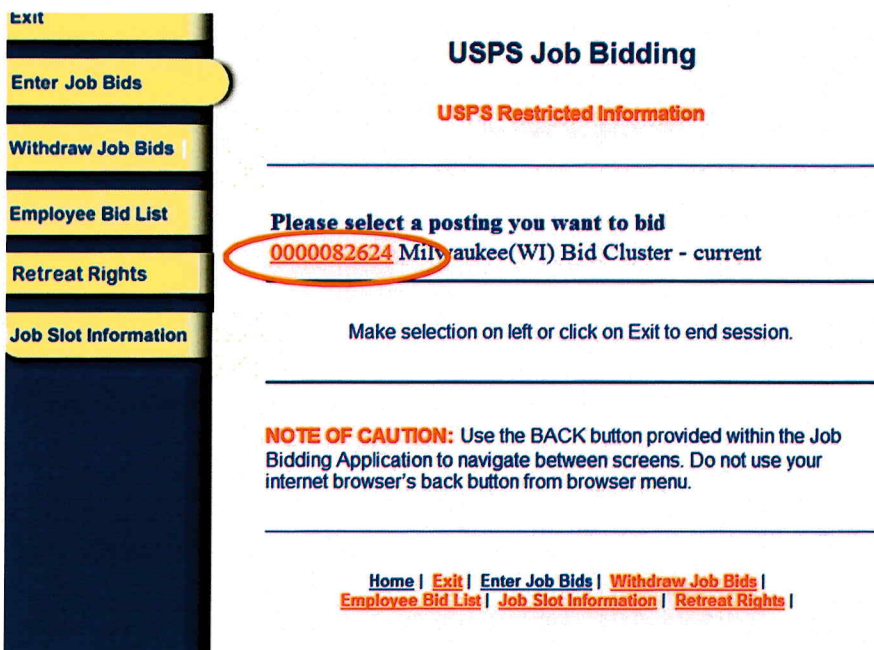 Exit
Enter Job Bids
Withdraw Job Bids
Employee Bid List
Retreat Rights
Job Slot Information
USPS Job Bidding
USPS Restricted Information
Please select a posting you want to bid
0000082624 Milwaukee(WI) Bid Cluster - current
Make selection on left or click on Exit to end session.
NOTE OF CAUTION: Use the BACK button provided within the Job
Bidding Application to navigate between screens. Do not use your
internet browser's back button from browser menu.
Home | Exit | Enter Job Bids | Withdraw Job Bids |
Employee Bid List | Job Slot Information | Retreat Rights |